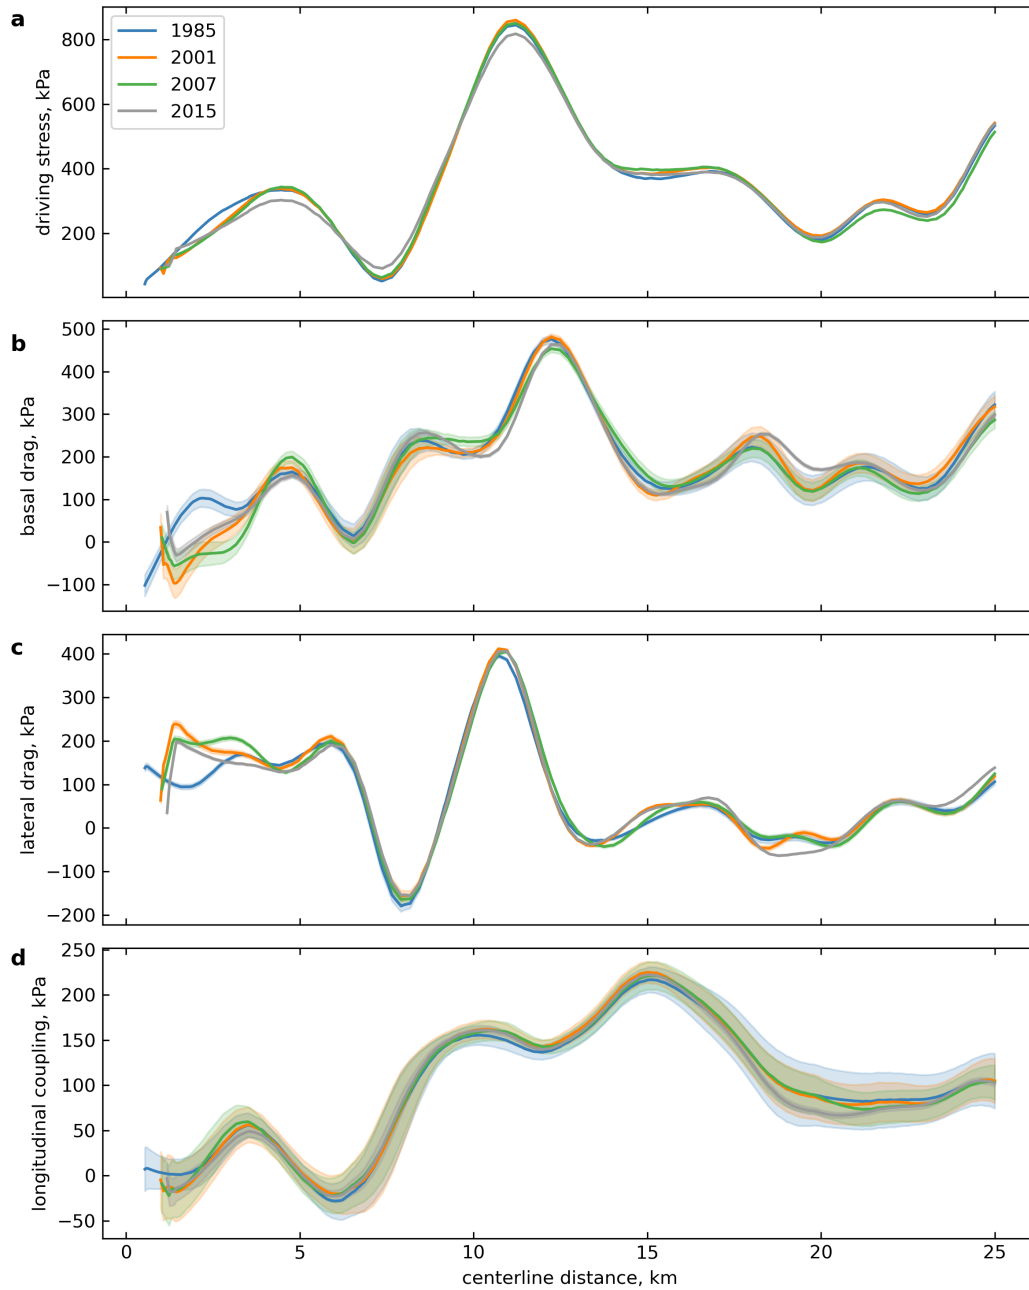 a
1985
2001
2007
2015
800
600
400
200
driving stress, kPa
b
500
400
300
200
100
0
−100
basal drag, kPa
c
400
300
200
100
0
−100
−200
lateral drag, kPa
d
250
200
150
100
50
0
−50
longitudinal coupling, kPa
0 5 10 15 20 25
centerline distance, km